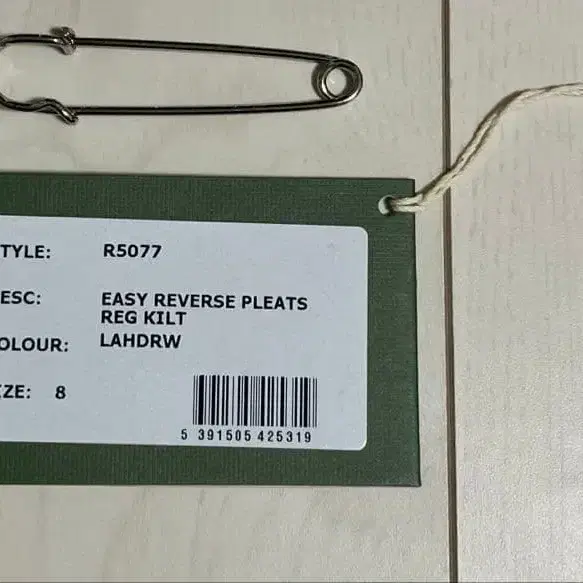 TYLE: R5077
ESC: EASY REVERSE PLEATS
REG KILT
OLOUR: LAHDRW
ZE: 8
5 391505 425319